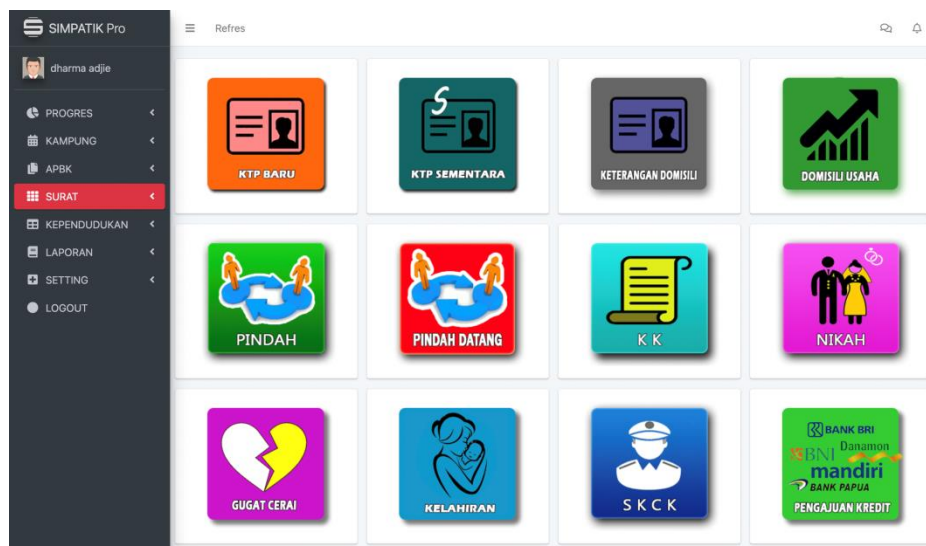 SIMPATIK Pro
Refres
dharma adjie
PROGRES
KAMPUNG
APBK
SURAT
KEPENDUDUKAN
LAPORAN
SETTING
LOGOUT
KTP BARU
S
KTP SEMENTARA
KETERANGAN DOMISILI
DOMISILI USAHA
PINDAH
PINDAH DATANG
K K
NIKAH
GUGAT CERAI
KELAHIRAN
S K C K
BANK BRI
BNI Danamon
mandiri
BANK PAPUA
PENGAJUAN KREDIT